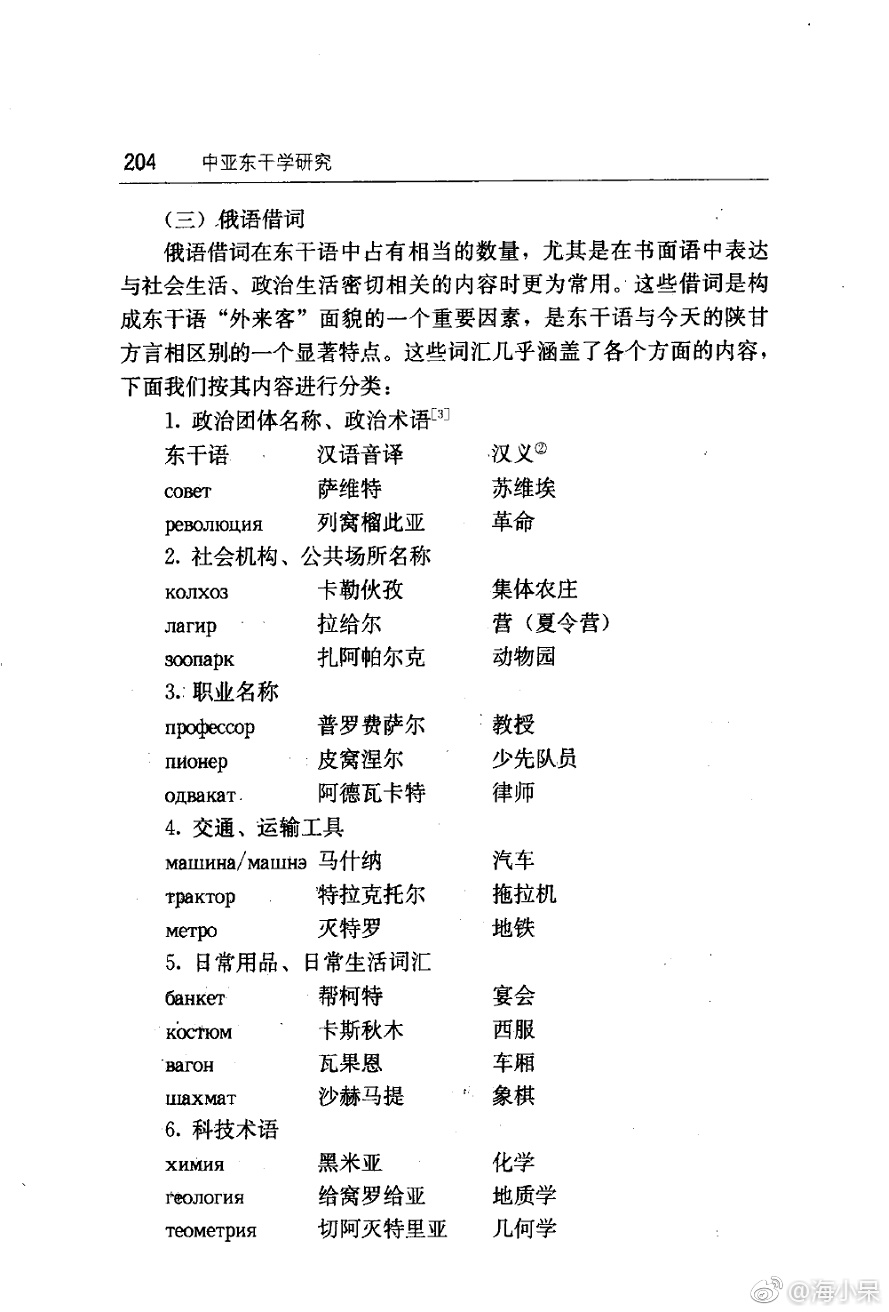 204 中亚东干学研究
（三）俄语借词
俄语借词在东干语中占有相当的数量，尤其是在书面语中表达
与社会生活、政治生活密切相关的内容时更为常用。这些借词是构
成东干语“外来客”面貌的一个重要因素，是东干语与今天的陕甘
方言相区别的一个显著特点。这些词汇几乎涵盖了各个方面的内容，
下面我们按其内容进行分类：
1. 政治团体名称、政治术语[3]
东干语 汉语音译 汉义②
совет 萨维特 苏维埃
революция 列窝榴此亚 革命
2. 社会机构、公共场所名称
колхоз 卡勒伙孜 集体农庄
лагир 拉给尔 营（夏令营）
зоопарк 扎阿帕尔克 动物园
3. 职业名称
профессор 普罗费萨尔 教授
пионер 皮窝涅尔 少先队员
одвакат 阿德瓦卡特 律师
4. 交通、运输工具
машина/машнэ 马什纳 汽车
трактор 特拉克托尔 拖拉机
метро 灭特罗 地铁
5. 日常用品、日常生活词汇
банкет 帮柯特 宴会
костюм 卡斯秋木 西服
вагон 瓦果恩 车厢
шахмат 沙赫马提 象棋
6. 科技术语
химия 黑米亚 化学
геология 给窝罗给亚 地质学
теометрия 切阿灭特里亚 几何学
@海小呆